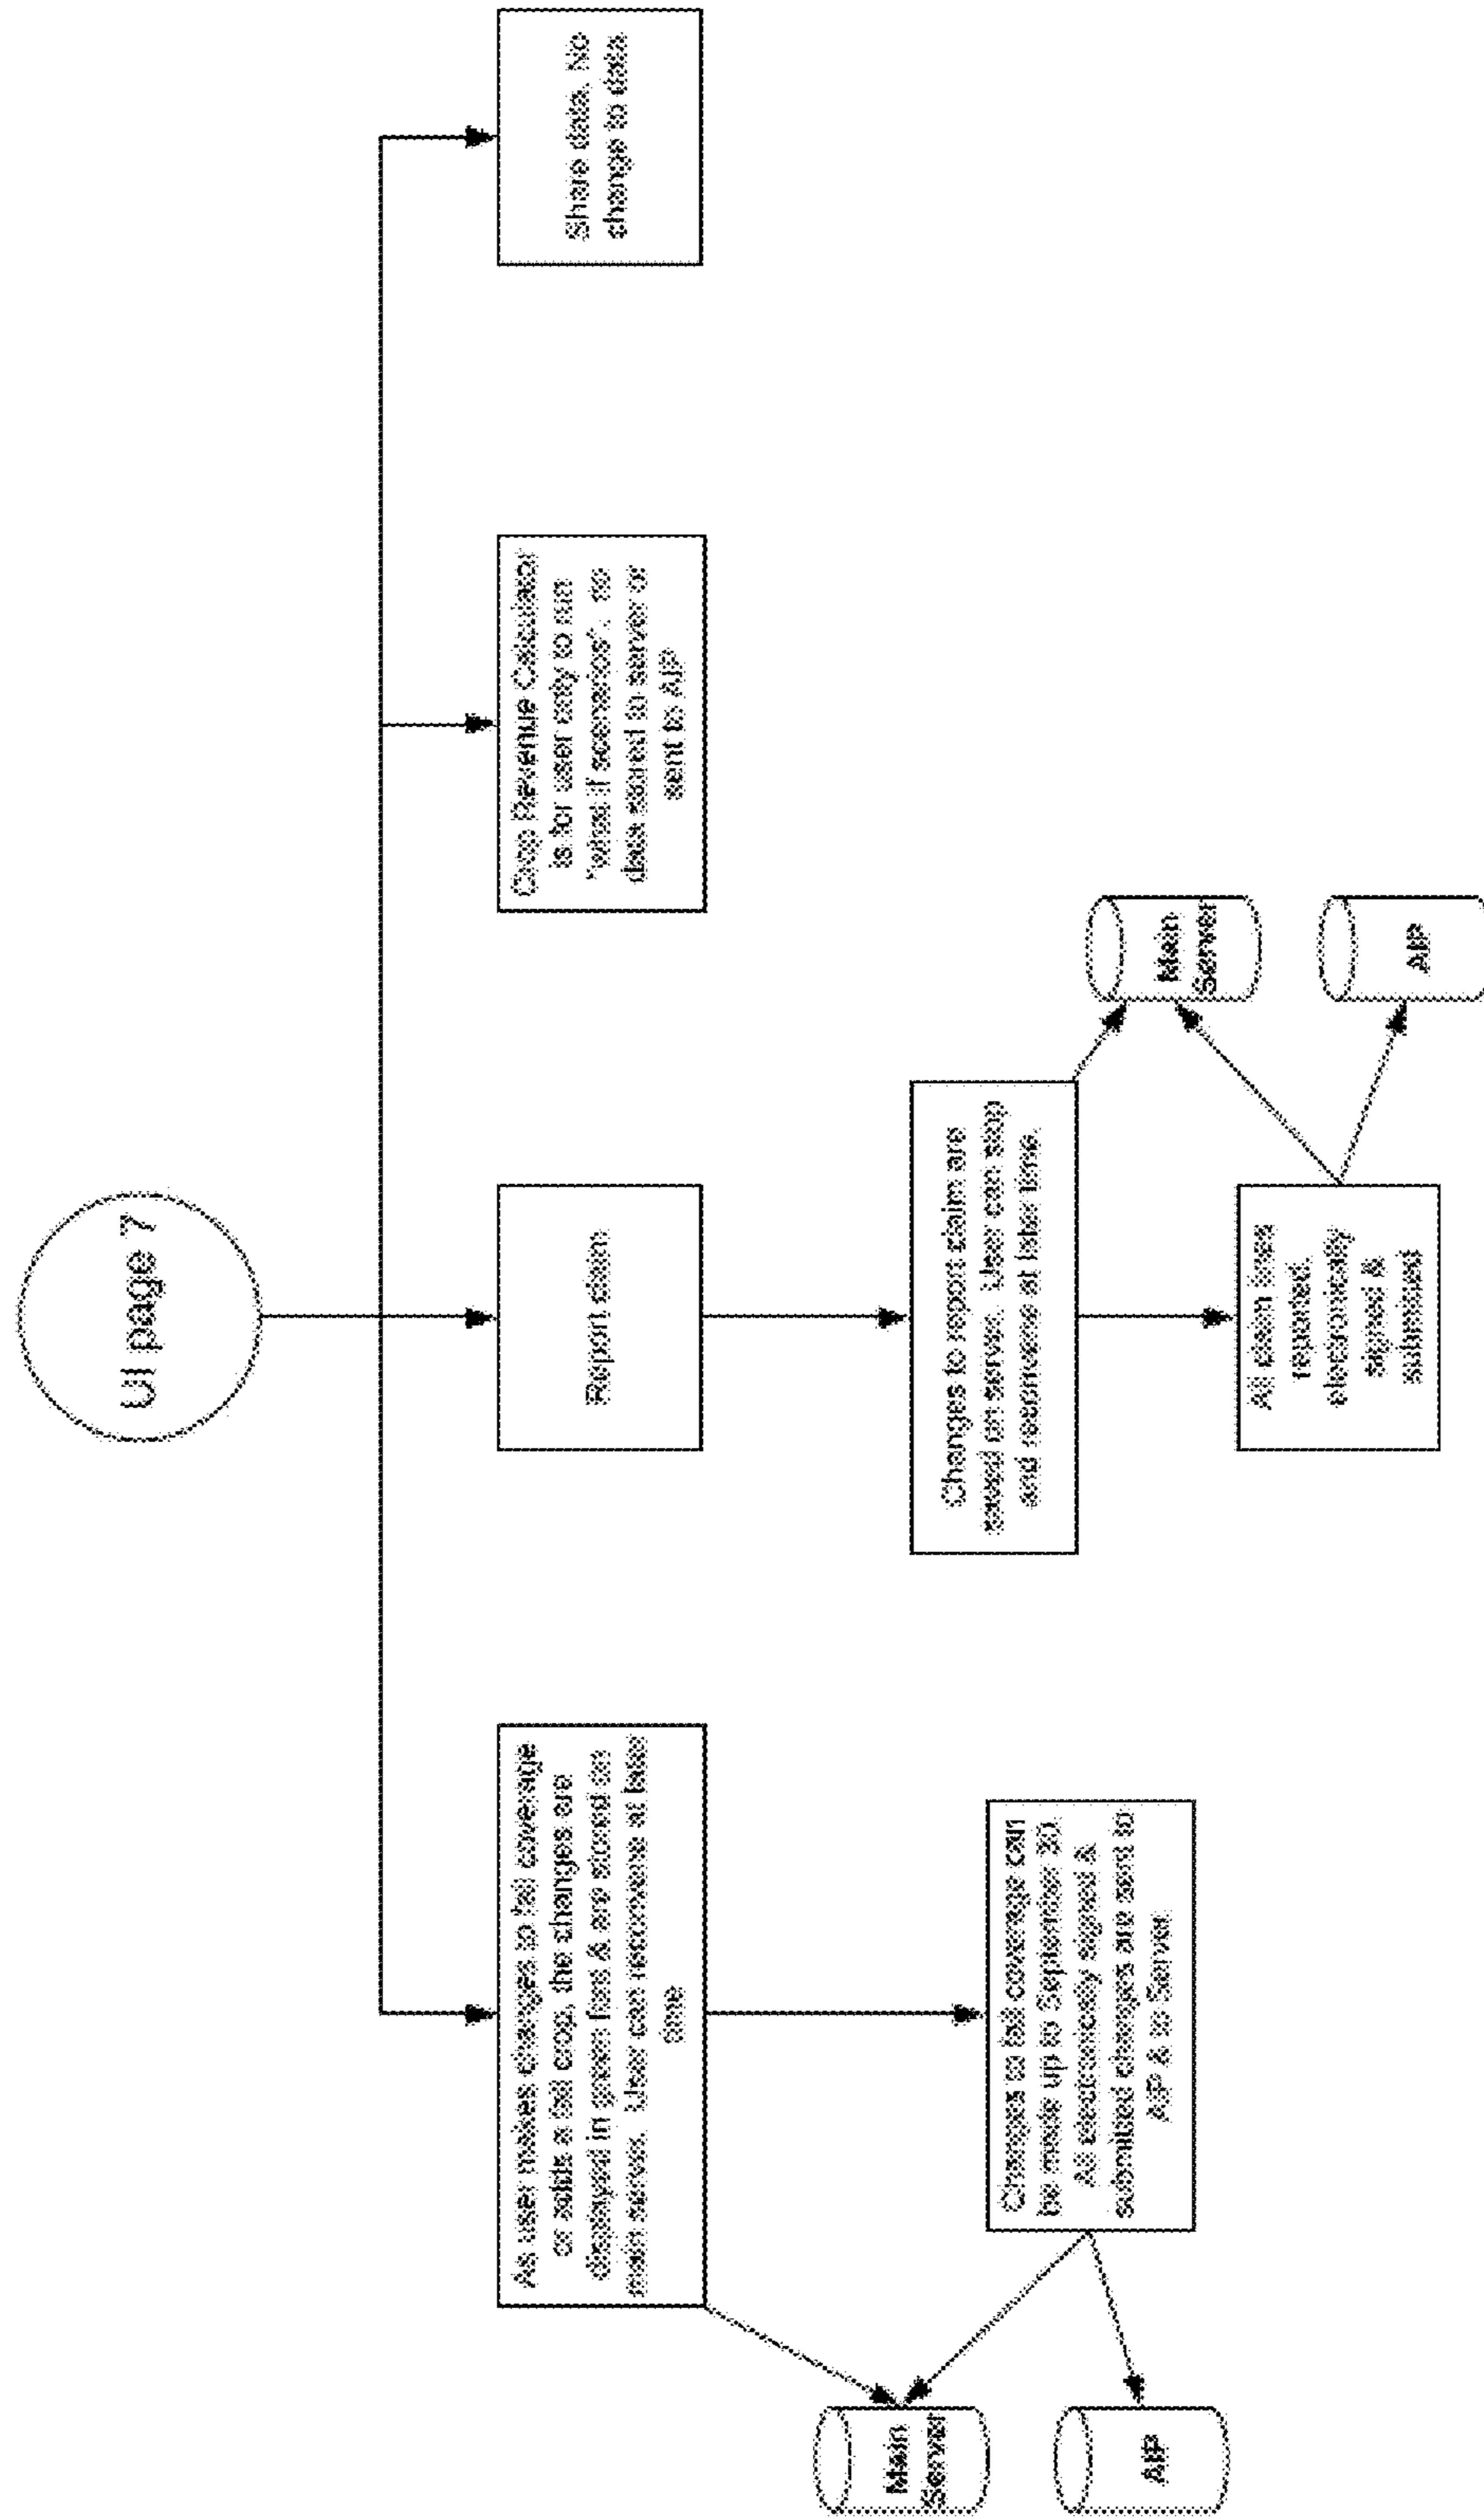 UI page 7
As user makes changes to fall coverage
or adds a fall crop, the changes are
displayed in green font & are stored on
main server. User can reconvene at later
time
Main
Server
AIP
Changes to fall coverage can
be made up to September 30.
All electronically signed &
submitted changes are sent to
AIP & to Server
Report claim
Changes to report claim are
saved on server. User can stop
and reconvene at later time.
All claim lines
reported,
electronically
signed &
submitted
Main
Server
AIP
Crop Revenue Calculator
is for user only to run
"what if scenarios". no
data stored to server or
sent to AIP
Share data. No
change to data